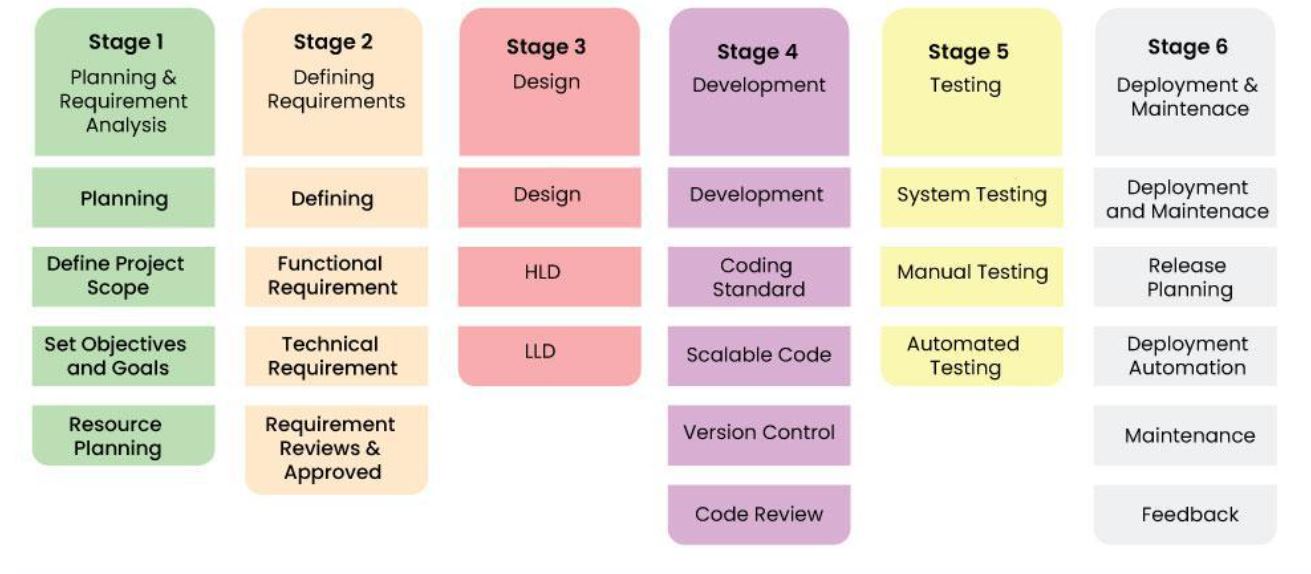 Stage 1
Planning &
Requirement
Analysis
Planning
Define Project
Scope
Set Objectives
and Goals
Resource
Planning
Stage 2
Defining
Requirements
Defining
Functional
Requirement
Technical
Requirement
Requirement
Reviews &
Approved
Stage 3
Design
Design
HLD
LLD
Stage 4
Development
Development
Coding
Standard
Scalable Code
Version Control
Code Review
Stage 5
Testing
System Testing
Manual Testing
Automated
Testing
Stage 6
Deployment &
Maintenace
Deployment
and Maintenace
Release
Planning
Deployment
Automation
Maintenance
Feedback